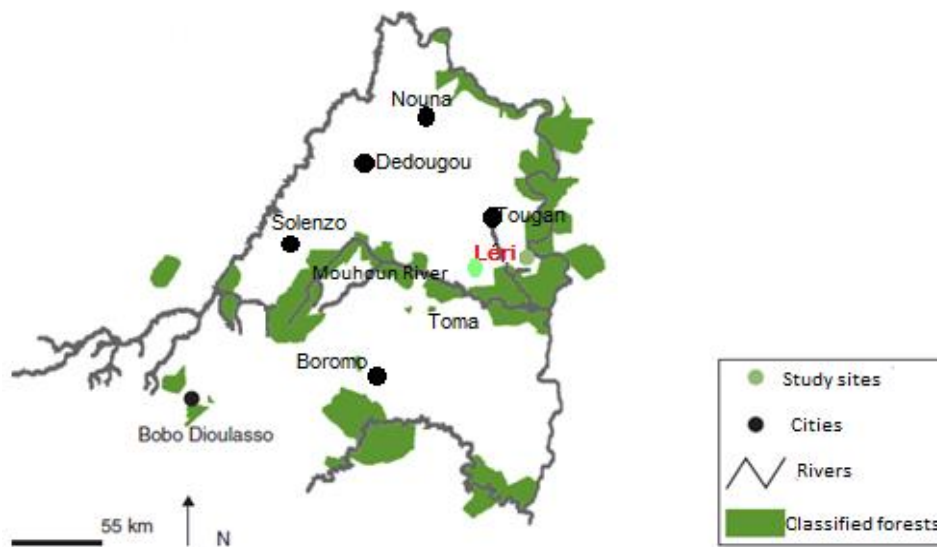 Nouna
Dedougou
Tougan
Solenzo
Léri
Mouhoun River
Toma
Boromo
Bobo Dioulasso
55 km
N
Study sites
Cities
Rivers
Classified forests